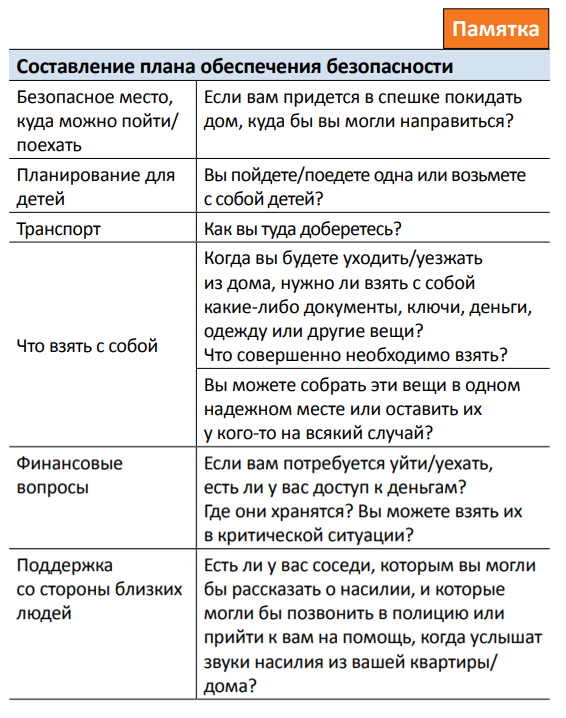 Памятка
Составление плана обеспечения безопасности
Безопасное место,
куда можно пойти/
поехать
Если вам придется в спешке покидать
дом, куда бы вы могли направиться?
Планирование для
детей
Вы пойдете/поедете одна или возьмете
с собой детей?
Транспорт
Как вы туда доберетесь?
Что взять с собой
Когда вы будете уходить/уезжать
из дома, нужно ли взять с собой
какие-либо документы, ключи, деньги,
одежду или другие вещи?
Что совершенно необходимо взять?
Вы можете собрать эти вещи в одном
надежном месте или оставить их
у кого-то на всякий случай?
Финансовые
вопросы
Если вам потребуется уйти/уехать,
есть ли у вас доступ к деньгам?
Где они хранятся? Вы можете взять их
в критической ситуации?
Поддержка
со стороны близких
людей
Есть ли у вас соседи, которым вы могли
бы рассказать о насилии, и которые
могли бы позвонить в полицию или
прийти к вам на помощь, когда услышат
звуки насилия из вашей квартиры/
дома?